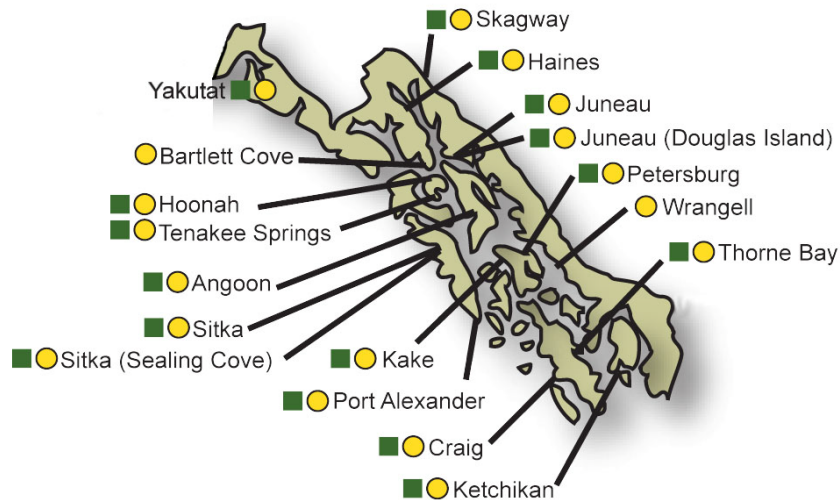 Skagway
Haines
Yakutat
Juneau
Juneau (Douglas Island)
Bartlett Cove
Petersburg
Hoonah
Wrangell
Tenakee Springs
Thorne Bay
Angoon
Sitka
Sitka (Sealing Cove)
Kake
Port Alexander
Craig
Ketchikan